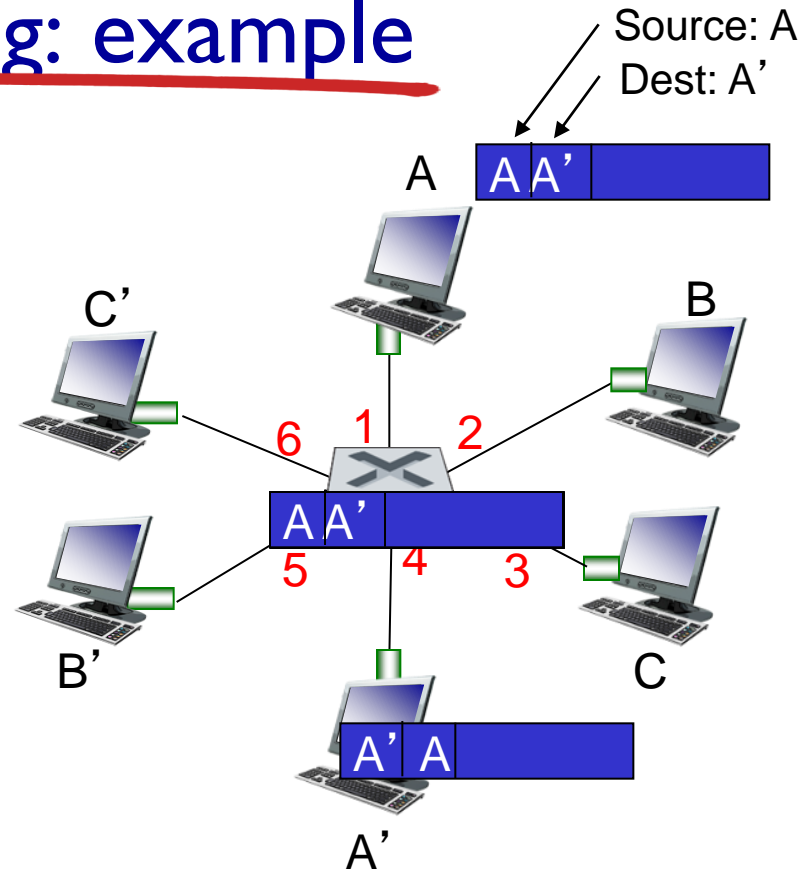 g: example
Source: A
Dest: A’
A
A A’
C’
B
6 1 2
A A’
5 4 3
B’
C
A’ A
A’